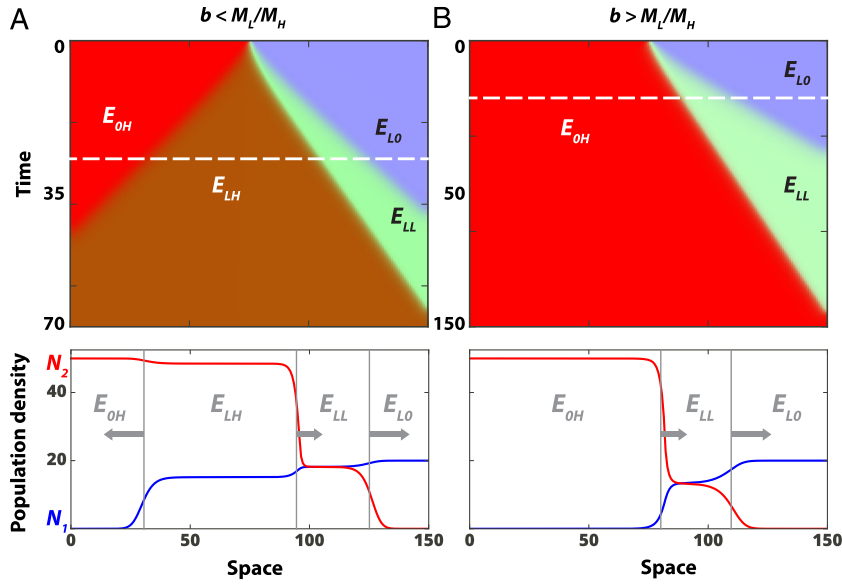 A
b < M_L/M_H
B
b > M_L/M_H
0
35
70
Time
E_0H
E_LH
E_L0
E_LL
0
50
150
E_0H
E_L0
E_LL
Population density
N_2
40
20
N_1
E_0H
E_LH
E_LL
E_L0
0
50
100
150
Space
E_0H
E_LL
E_L0
0
50
100
150
Space